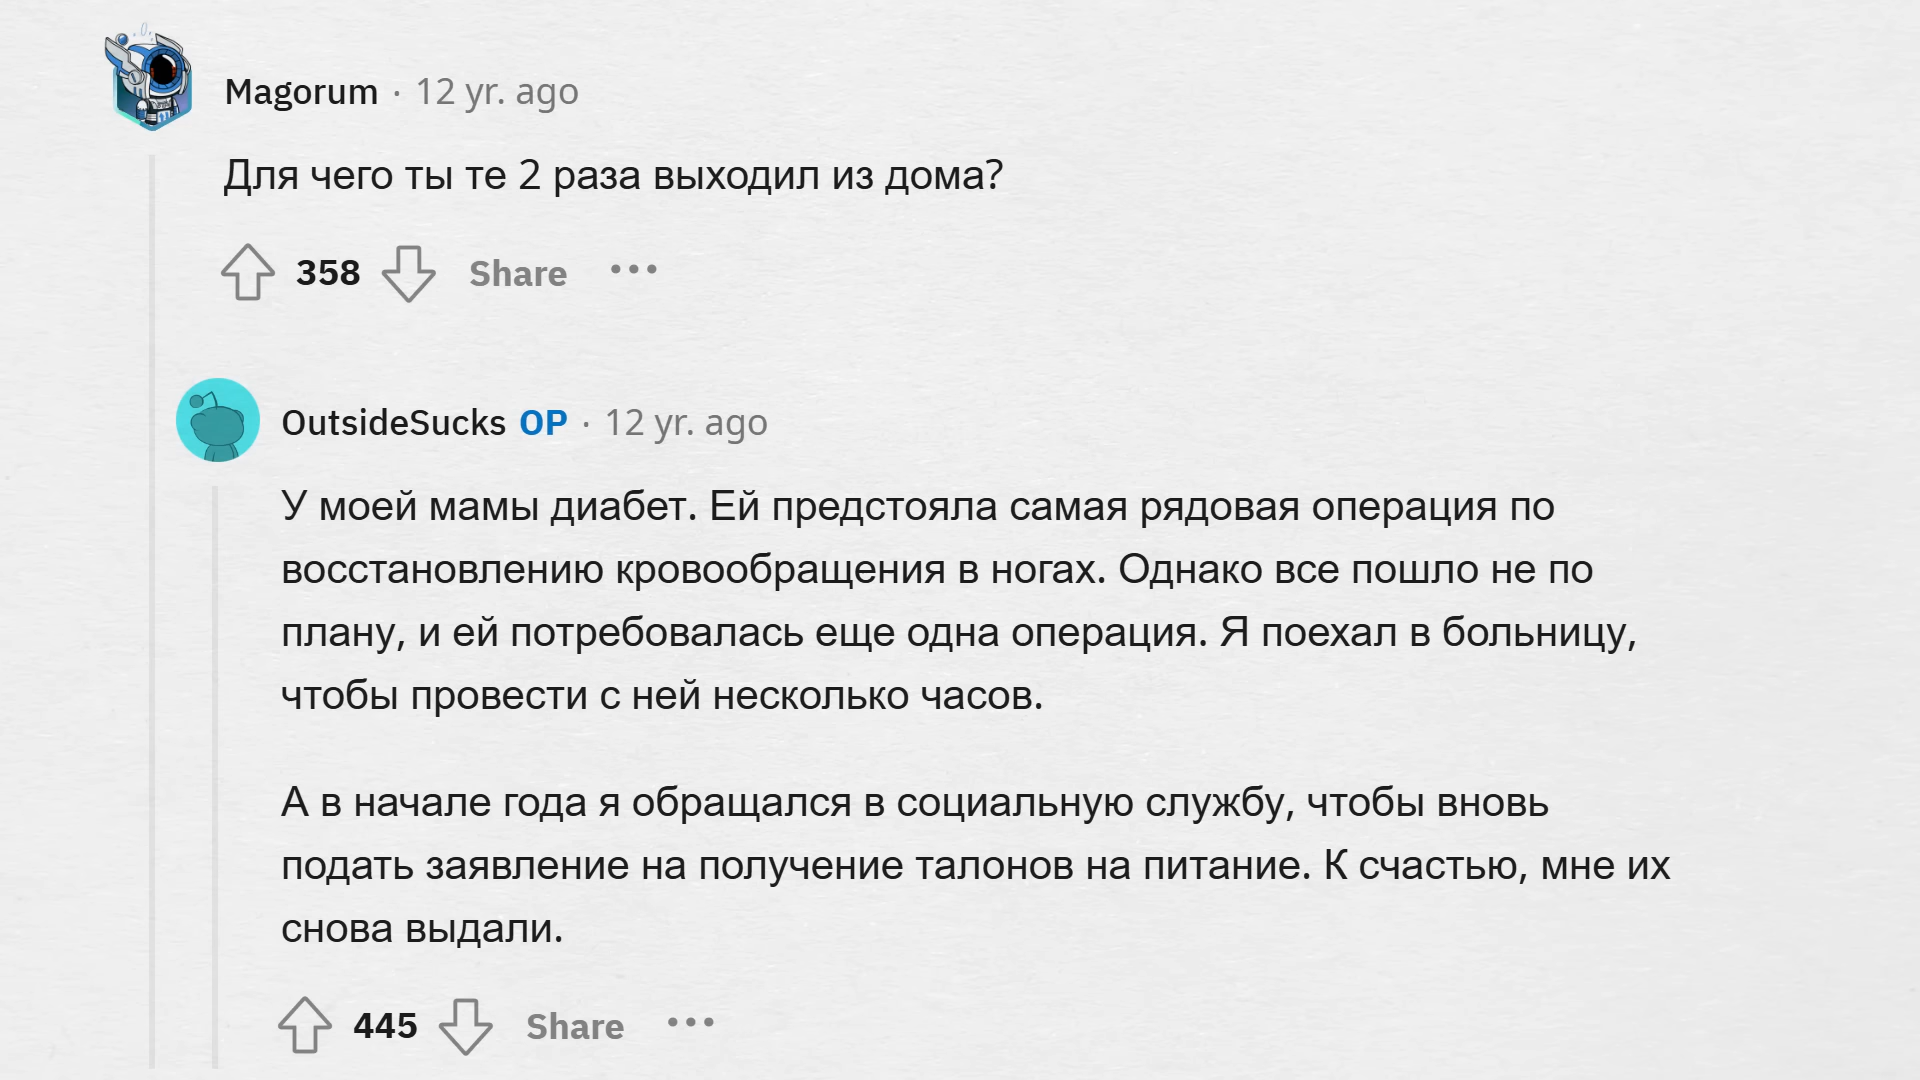 Magorum · 12 yr. ago
Для чего ты те 2 раза выходил из дома?
358 Share •••
OutsideSucks OP · 12 yr. ago
У моей мамы диабет. Ей предстояла самая рядовая операция по
восстановлению кровообращения в ногах. Однако все пошло не по
плану, и ей потребовалась еще одна операция. Я поехал в больницу,
чтобы провести с ней несколько часов.
А в начале года я обращался в социальную службу, чтобы вновь
подать заявление на получение талонов на питание. К счастью, мне их
снова выдали.
445 Share •••